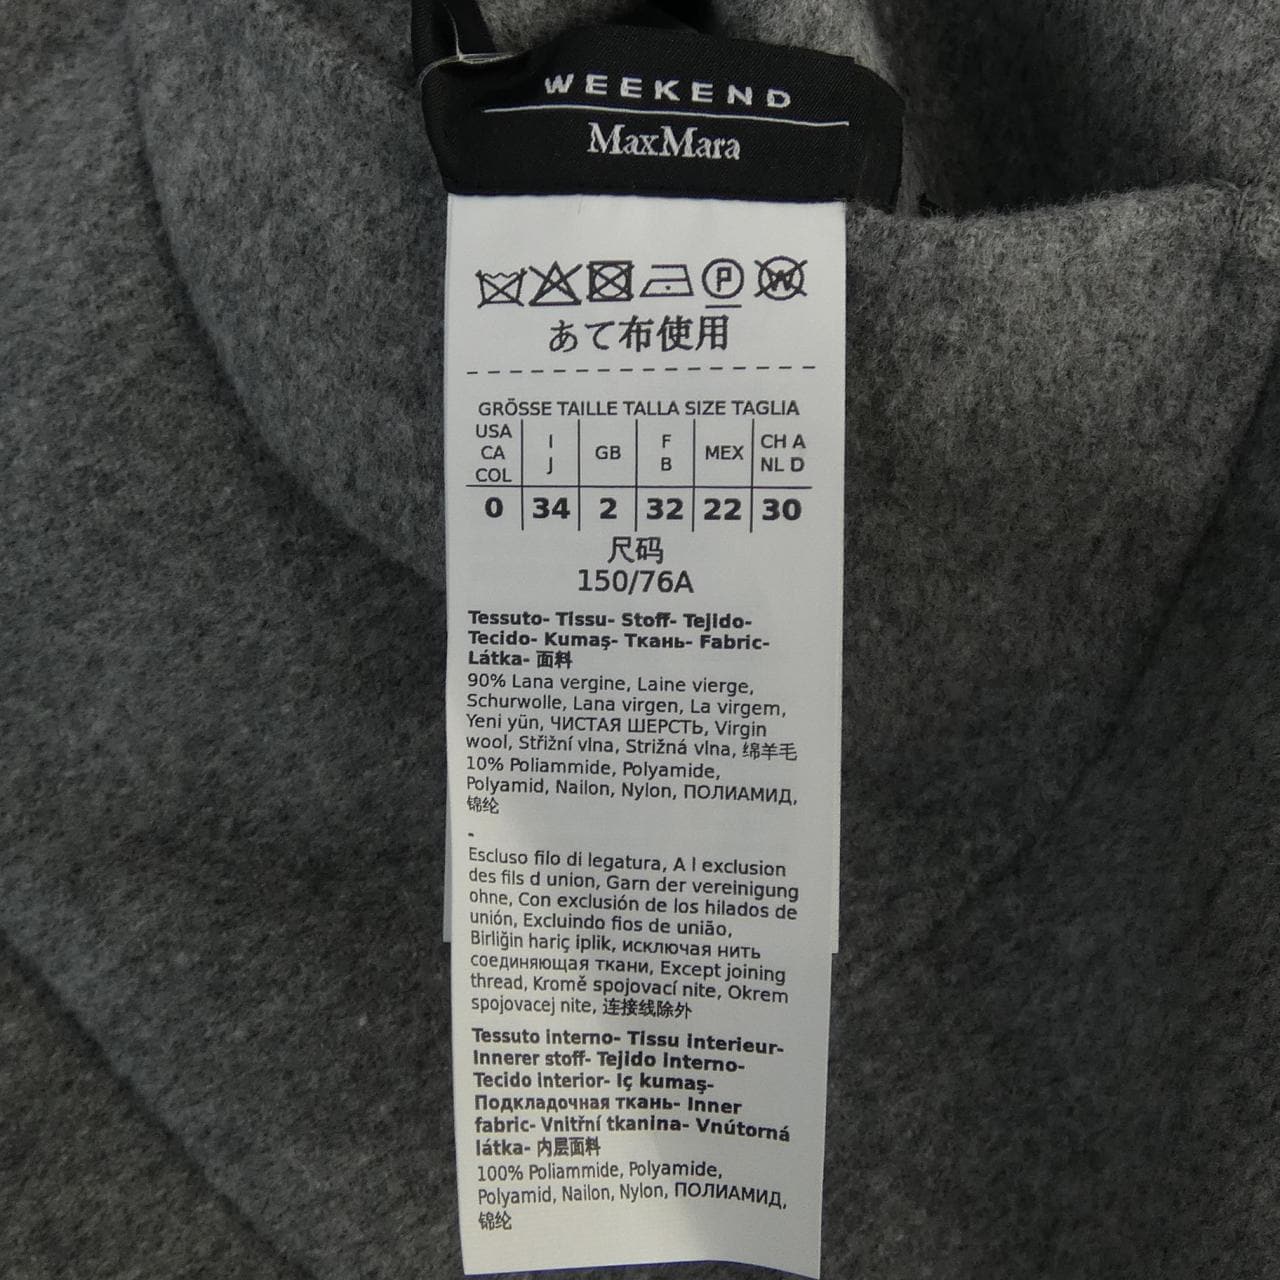 WEEKEND
MaxMara
P W
あて布使用
GRÖSSE TAILLE TALLA SIZE TAGLIA
USA CA COL I J GB F B MEX CH A NL D
0 34 2 32 22 30
尺码
150/76A
Tessuto- Tissu- Stoff- Tejido-
Tecido- Kumaş- Ткань- Fabric-
Látka- 面料
90% Lana vergine, Laine vierge,
Schurwolle, Lana virgen, La virgem,
Yeni yün, ЧИСТАЯ ШЕРСТЬ, Virgin
wool, Střižní vlna, Strižná vlna, 绵羊毛
10% Poliammide, Polyamide,
Polyamid, Nailon, Nylon, ПОЛИАМИД,
锦纶
-
Escluso filo di legatura, A l exclusion
des fils d union, Garn der vereinigung
ohne, Con exclusión de los hilados de
unión, Excluindo fios de união,
Birliğin hariç iplik, исключая нить
соединяющая ткани, Except joining
thread, Kromě spojovací nite, Okrem
spojovacej nite, 连接线除外
Tessuto interno- Tissu interieur-
Innerer stoff- Tejido interno-
Tecido interior- Iç kumaş-
Подкладочная ткань- Inner
fabric- Vnitřní tkanina- Vnútorná
látka- 内层面料
100% Poliammide, Polyamide,
Polyamid, Nailon, Nylon, ПОЛИАМИД,
锦纶